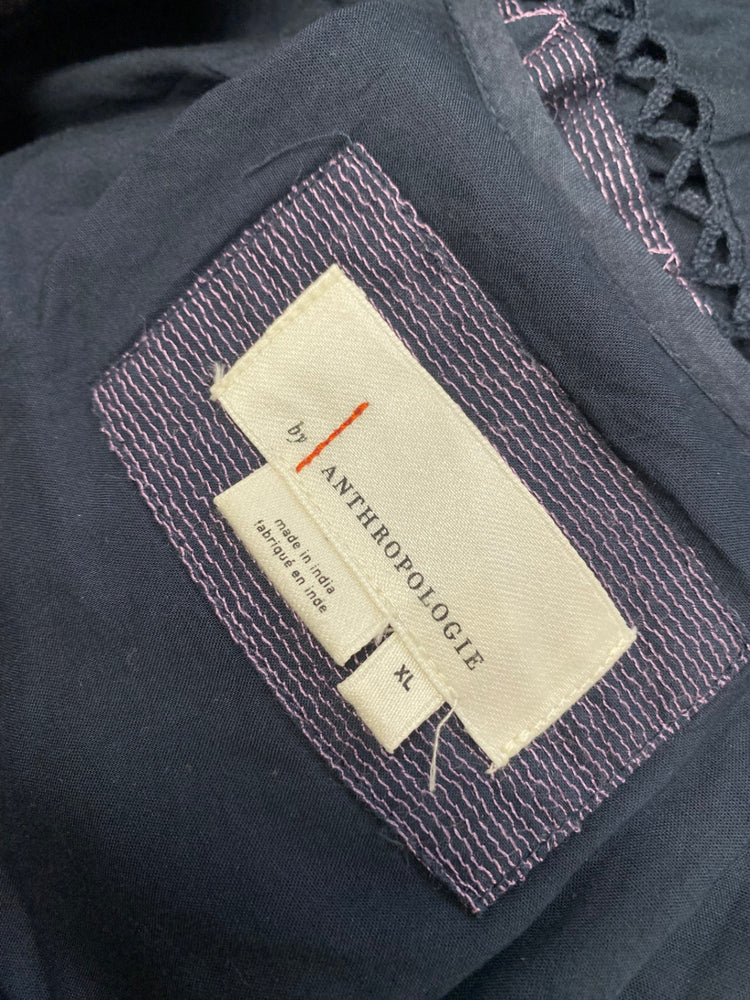 by ANTHROPOLOGIE
made in india
fabriqué en inde
XL